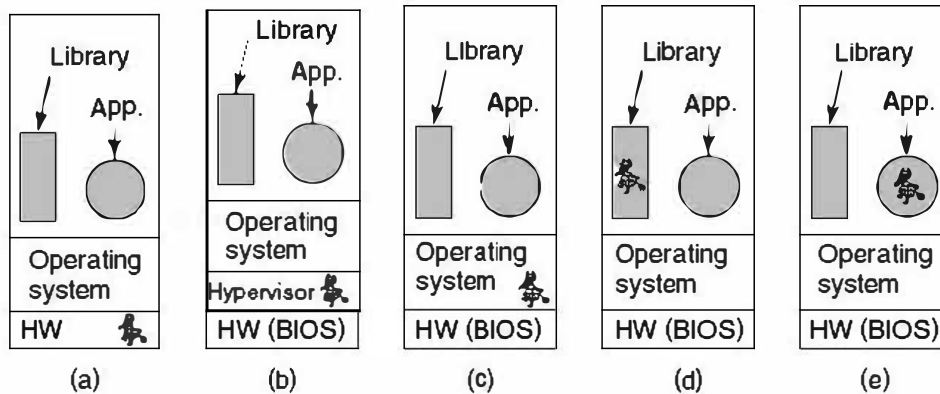 Library
App.
Operating
system
HW
(a)
Library
App.
Operating
system
Hypervisor
HW (BIOS)
(b)
Library
App.
Operating
system
HW (BIOS)
(c)
Library
App.
Operating
system
HW (BIOS)
(d)
Library
App.
Operating
system
HW (BIOS)
(e)